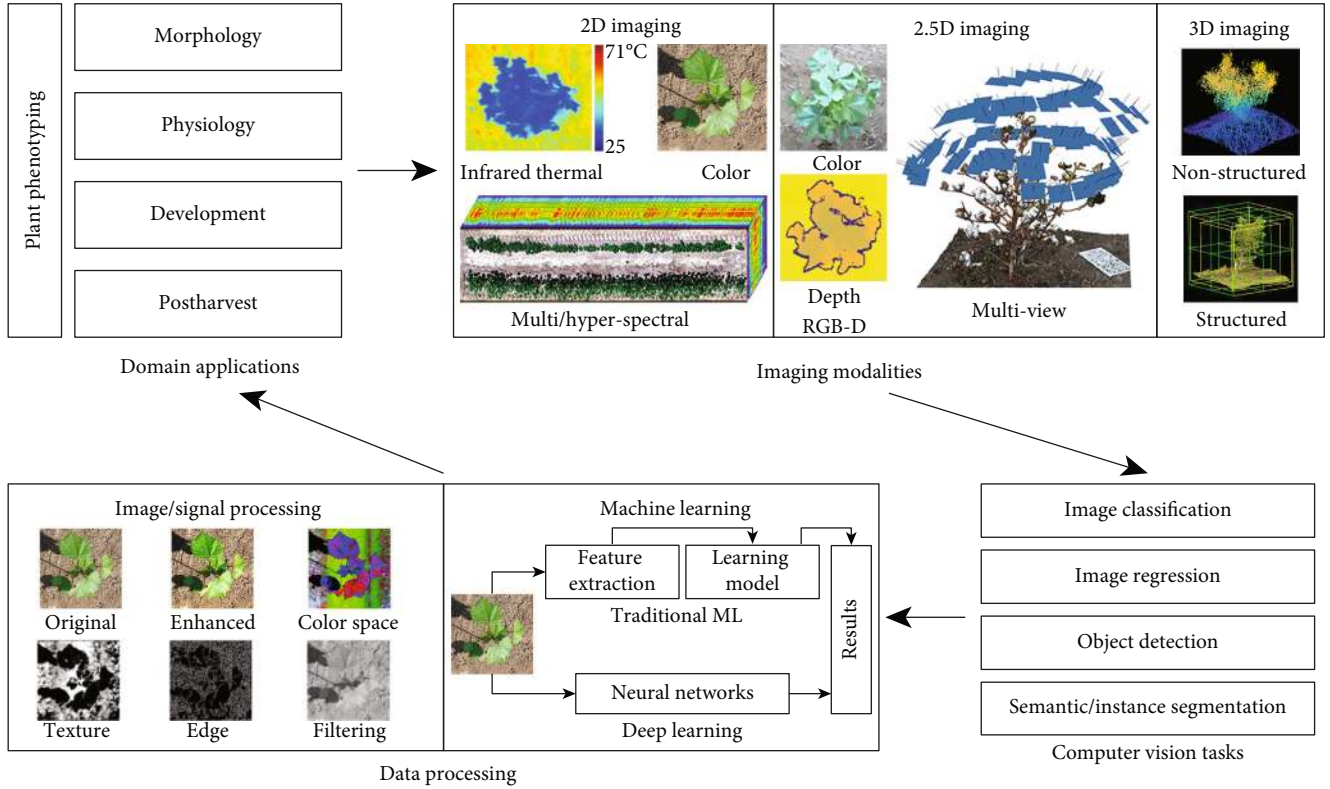 Plant phenotyping
Morphology
Physiology
Development
Postharvest
Domain applications
2D imaging
71°C
25
Infrared thermal
Color
Multi/hyper-spectral
2.5D imaging
Color
Depth
RGB-D
Multi-view
3D imaging
Non-structured
Structured
Imaging modalities
Image classification
Image regression
Object detection
Semantic/instance segmentation
Computer vision tasks
Image/signal processing
Original
Enhanced
Color space
Texture
Edge
Filtering
Machine learning
Feature
extraction
Learning
model
Traditional ML
Results
Neural networks
Deep learning
Data processing